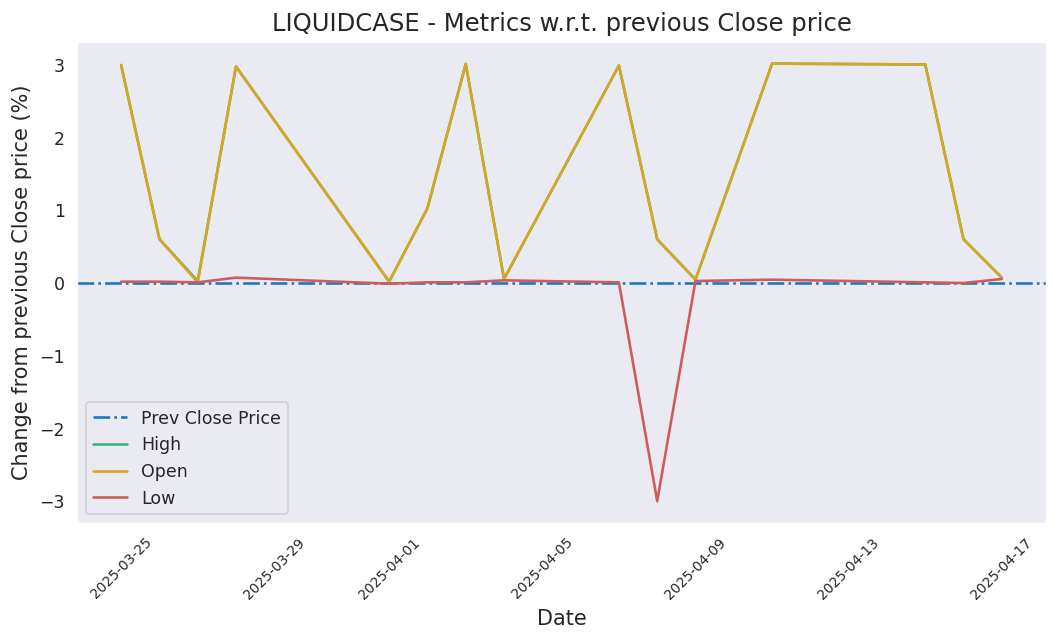 LIQUIDCASE - Metrics w.r.t. previous Close price
Change from previous Close price (%)
3
2
1
0
−1
−2
−3
Prev Close Price
High
Open
Low
2025-03-25
2025-03-29
2025-04-01
2025-04-05
2025-04-09
2025-04-13
2025-04-17
Date